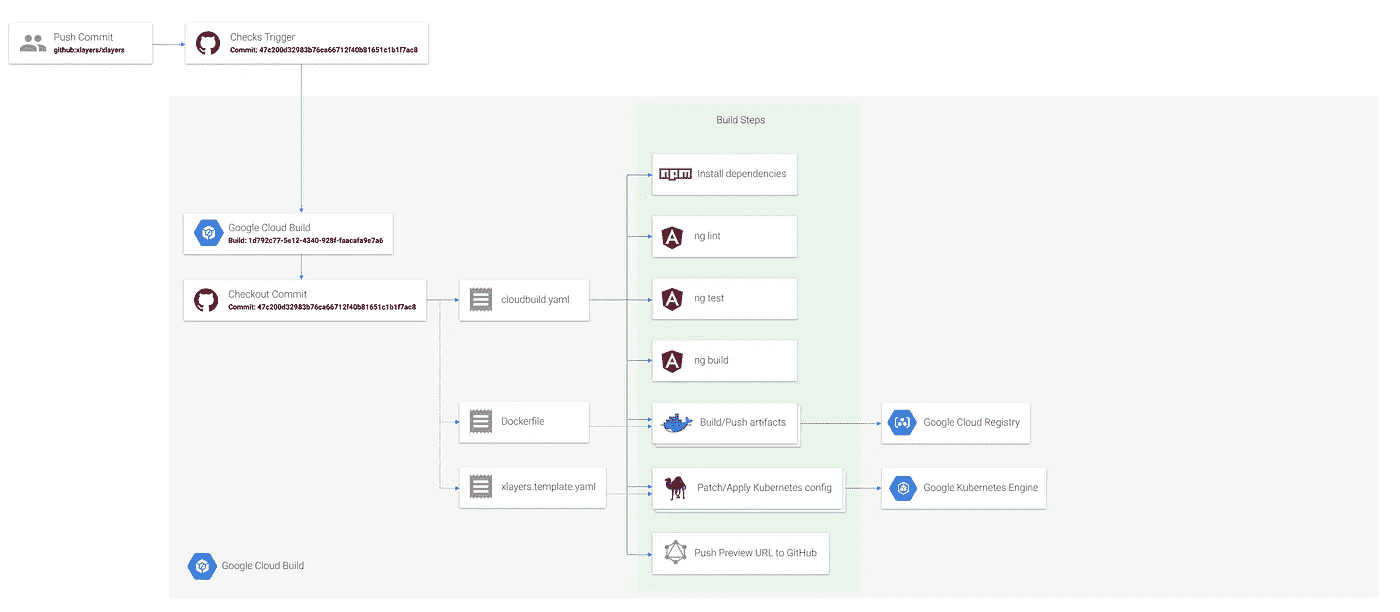 Push Commit
github:xlayers/xlayers
Checks Trigger
Commit: 47c200d32983b76ca66712f40b81651c1b1f7ac8
Build Steps
npm
Install dependencies
Google Cloud Build
Build: 1d792c77-5e12-4340-928f-faacafa9e7a6
ng lint
Checkout Commit
Commit: 47c200d32983b76ca66712f40b81651c1b1f7ac8
cloudbuild.yaml
ng test
ng build
Dockerfile
Build/Push artifacts
Google Cloud Registry
xlayers.template.yaml
Patch/Apply Kubernetes config
Google Kubernetes Engine
Push Preview URL to GitHub
Google Cloud Build